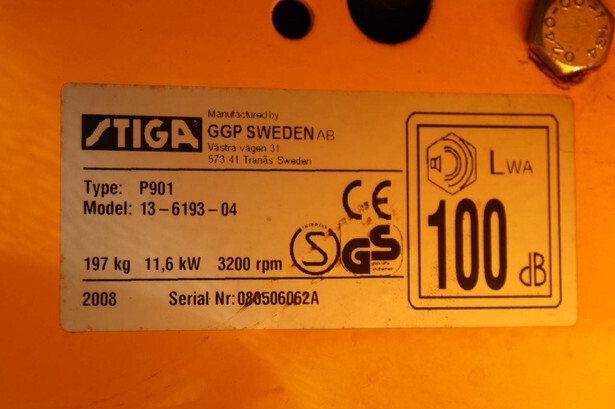 STIGA
Manufactured by
GGP SWEDEN AB
Västra vägen 31
573 41 Trenås Sweden
Type: P901
Model: 13-6193-04
197 kg 11,6 kW 3200 rpm
2008 Serial Nr: 080506062A
CE
S
GS
LWA
100 dB